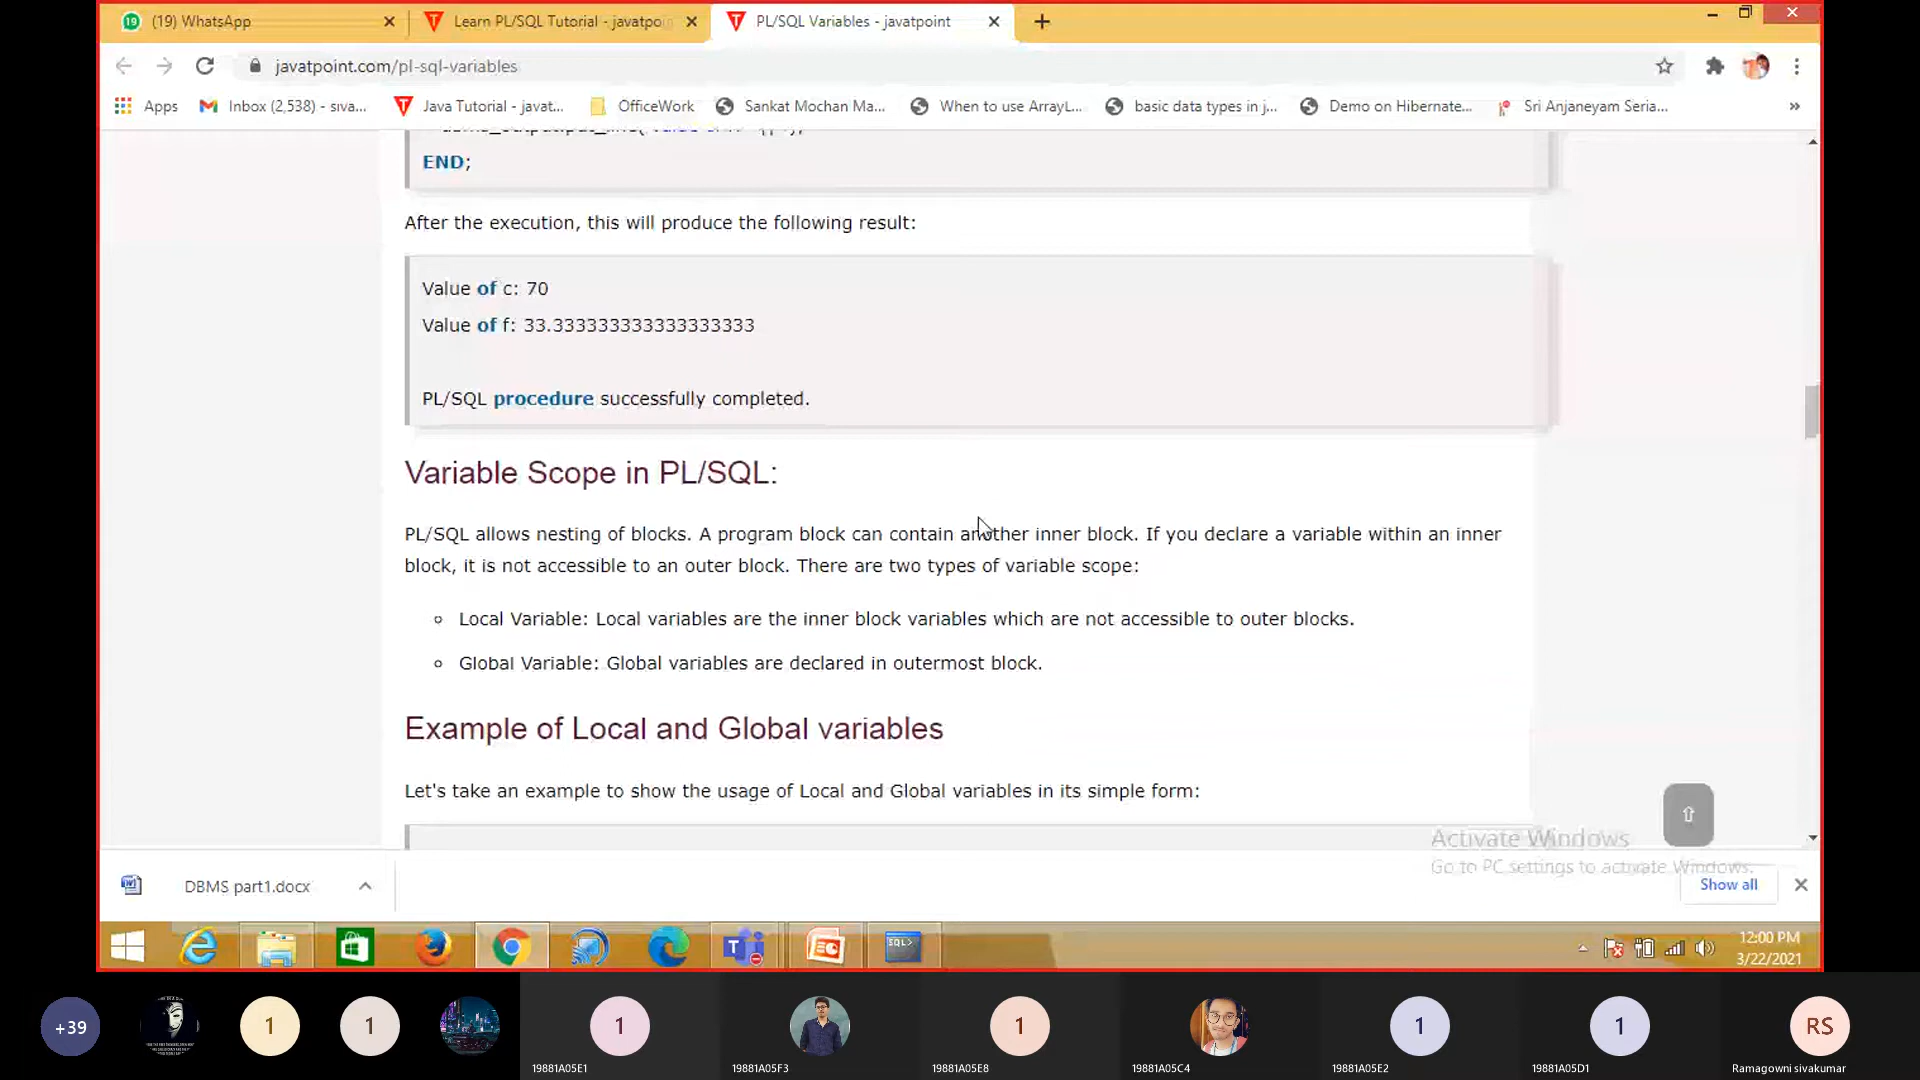 (19) WhatsApp
Learn PL/SQL Tutorial - javatpoin
PL/SQL Variables - javatpoint
javatpoint.com/pl-sql-variables
Apps
Inbox (2,538) - siva...
Java Tutorial - javat...
OfficeWork
Sankat Mochan Ma...
When to use ArrayL...
basic data types in j...
Demo on Hibernate...
Sri Anjaneyam Seria...
END;
After the execution, this will produce the following result:
Value of c: 70
Value of f: 33.333333333333333333
PL/SQL procedure successfully completed.
Variable Scope in PL/SQL:
PL/SQL allows nesting of blocks. A program block can contain another inner block. If you declare a variable within an inner
block, it is not accessible to an outer block. There are two types of variable scope:
Local Variable: Local variables are the inner block variables which are not accessible to outer blocks.
Global Variable: Global variables are declared in outermost block.
Example of Local and Global variables
Let's take an example to show the usage of Local and Global variables in its simple form:
Activate Windows
Go to PC settings to activate Windows.
DBMS part1.docx
Show all
SQL>
12:00 PM
3/22/2021
+39
1
1
1
1
1
1
RS
19881A05E1
19881A05F3
19881A05E8
19881A05C4
19881A05E2
19881A05D1
Ramagowni sivakumar